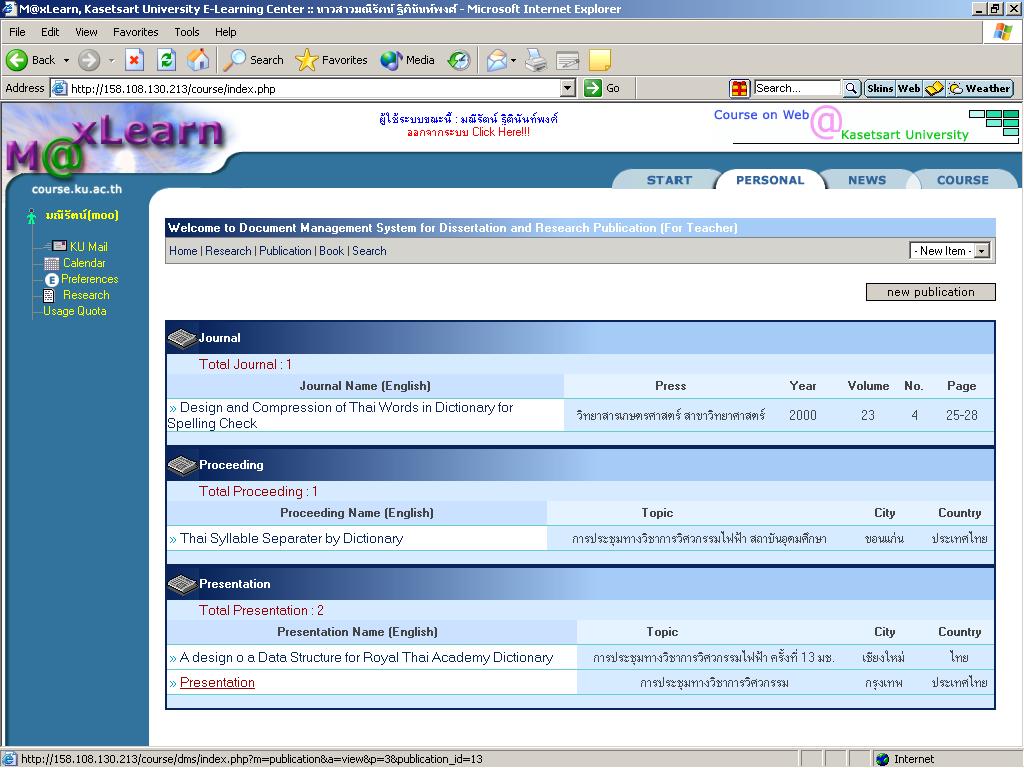 M@xLearn, Kasetsart University E-Learning Center :: นางสาวมณีรัตน์ ฐิตินันท์พงศ์ - Microsoft Internet Explorer
File Edit View Favorites Tools Help
Back Search Favorites Media
Address http://158.108.130.213/course/index.php Go Search... Skins Web Weather
M@xLearn
course.ku.ac.th
ผู้ใช้ระบบขณะนี้ : มณีรัตน์ ฐิตินันท์พงศ์
ออกจากระบบ Click Here!!!
Course on Web @ Kasetsart University
START PERSONAL NEWS COURSE
มณีรัตน์(moo)
KU Mail
Calendar
Preferences
Research
Usage Quota
Welcome to Document Management System for Dissertation and Research Publication (For Teacher)
Home | Research | Publication | Book | Search - New Item -
new publication
Journal
Total Journal : 1
Journal Name (English) Press Year Volume No. Page
» Design and Compression of Thai Words in Dictionary for
Spelling Check วิทยาสารเกษตรศาสตร์ สาขาวิทยาศาสตร์ 2000 23 4 25-28
Proceeding
Total Proceeding : 1
Proceeding Name (English) Topic City Country
» Thai Syllable Separater by Dictionary การประชุมทางวิชาการวิศวกรรมไฟฟ้า สถาบันอุดมศึกษา ขอนแก่น ประเทศไทย
Presentation
Total Presentation : 2
Presentation Name (English) Topic City Country
» A design o a Data Structure for Royal Thai Academy Dictionary การประชุมทางวิชาการวิศวกรรมไฟฟ้า ครั้งที่ 13 มช. เชียงใหม่ ไทย
» Presentation การประชุมทางวิชาการวิศวกรรม กรุงเทพ ประเทศไทย
http://158.108.130.213/course/dms/index.php?m=publication&a=view&p=3&publication_id=13 Internet